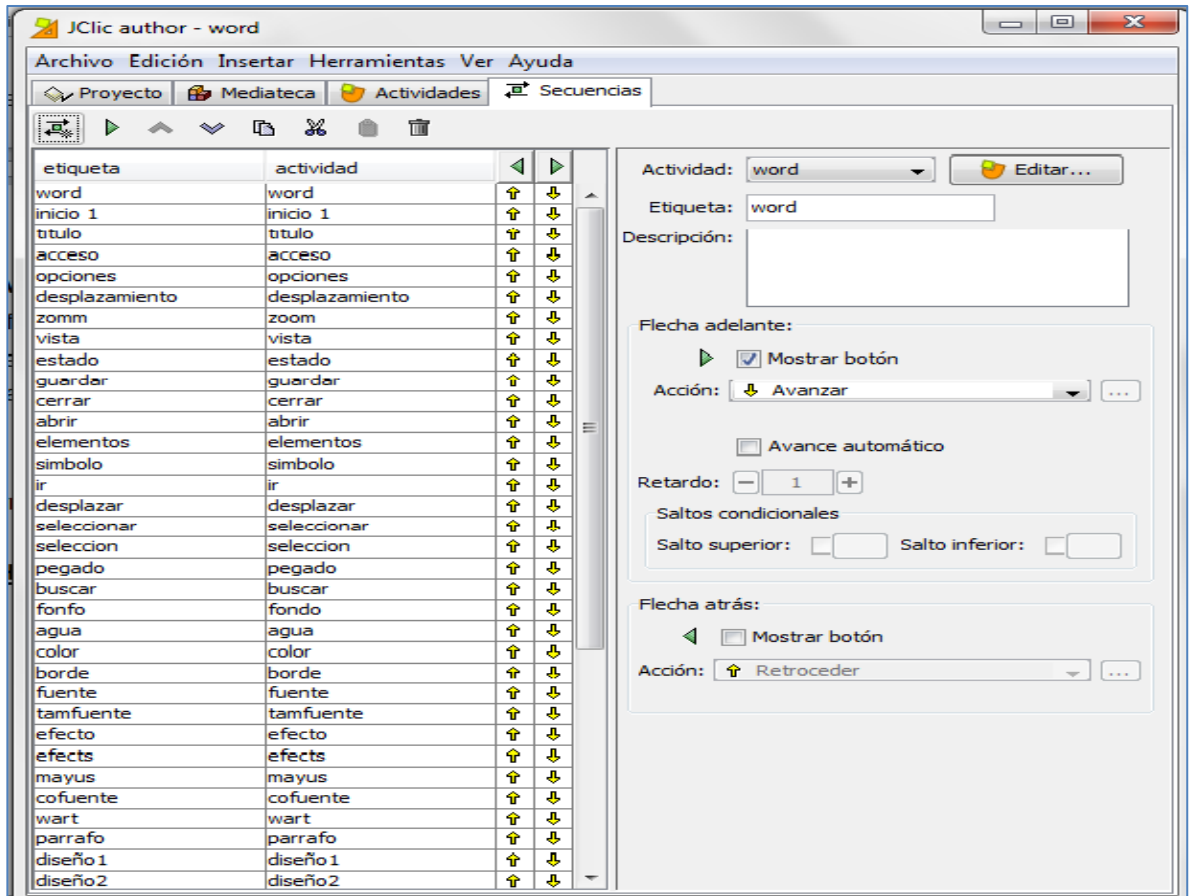 JClic author - word
Archivo Edición Insertar Herramientas Ver Ayuda
Proyecto Mediateca Actividades Secuencias
etiqueta actividad
word word
inicio 1 inicio 1
titulo titulo
acceso acceso
opciones opciones
desplazamiento desplazamiento
zomm zoom
vista vista
estado estado
guardar guardar
cerrar cerrar
abrir abrir
elementos elementos
simbolo simbolo
ir ir
desplazar desplazar
seleccionar seleccionar
seleccion seleccion
pegado pegado
buscar buscar
fonfo fondo
agua agua
color color
borde borde
fuente fuente
tamfuente tamfuente
efecto efecto
efects efects
mayus mayus
cofuente cofuente
wart wart
parrafo parrafo
diseño1 diseño1
diseño2 diseño2
Actividad: word Editar...
Etiqueta: word
Descripción:
Flecha adelante:
Mostrar botón
Acción: Avanzar ...
Avance automático
Retardo: 1
Saltos condicionales
Salto superior: Salto inferior:
Flecha atrás:
Mostrar botón
Acción: Retroceder ...